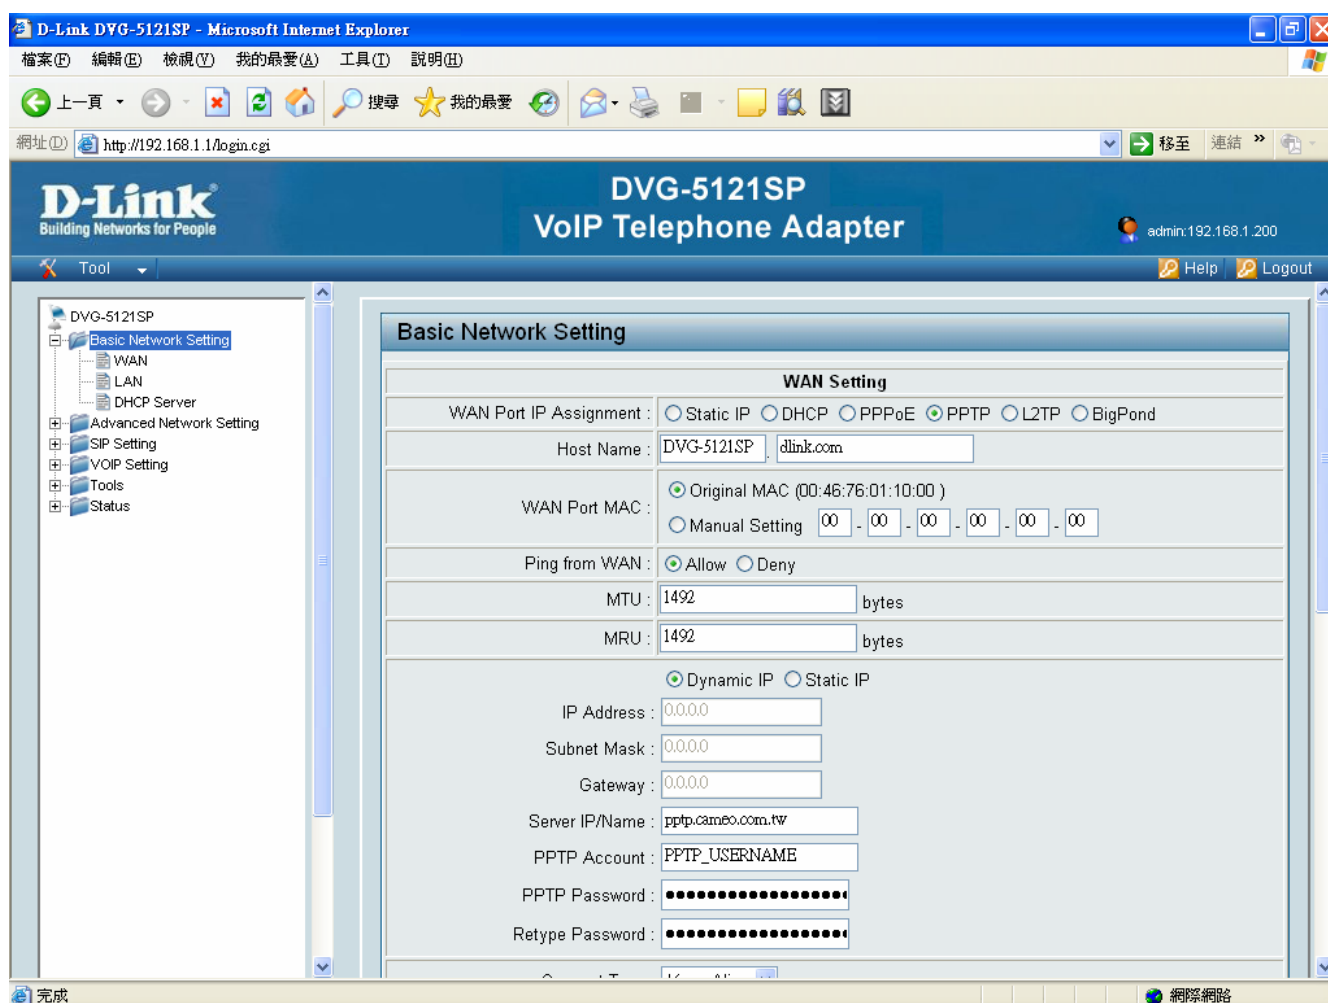 D-Link DVG-5121SP - Microsoft Internet Explorer
檔案(F) 編輯(E) 檢視(V) 我的最愛(A) 工具(T) 說明(H)
上一頁 搜尋 我的最愛
網址(D) http://192.168.1.1/login.cgi 移至 連結 »
D-Link®
Building Networks for People
DVG-5121SP
VoIP Telephone Adapter
admin:192.168.1.200
Tool Help Logout
DVG-5121SP
Basic Network Setting
WAN
LAN
DHCP Server
Advanced Network Setting
SIP Setting
VOIP Setting
Tools
Status
Basic Network Setting
WAN Setting
WAN Port IP Assignment : Static IP DHCP PPPoE PPTP L2TP BigPond
Host Name : DVG-5121SP . dlink.com
WAN Port MAC : Original MAC (00:46:76:01:10:00 )
Manual Setting 00 - 00 - 00 - 00 - 00 - 00
Ping from WAN : Allow Deny
MTU : 1492 bytes
MRU : 1492 bytes
Dynamic IP Static IP
IP Address : 0.0.0.0
Subnet Mask : 0.0.0.0
Gateway : 0.0.0.0
Server IP/Name : pptp.cameo.com.tw
PPTP Account : PPTP_USERNAME
PPTP Password : ●●●●●●●●●●●●●●●●●●
Retype Password : ●●●●●●●●●●●●●●●●●●
完成 網際網路